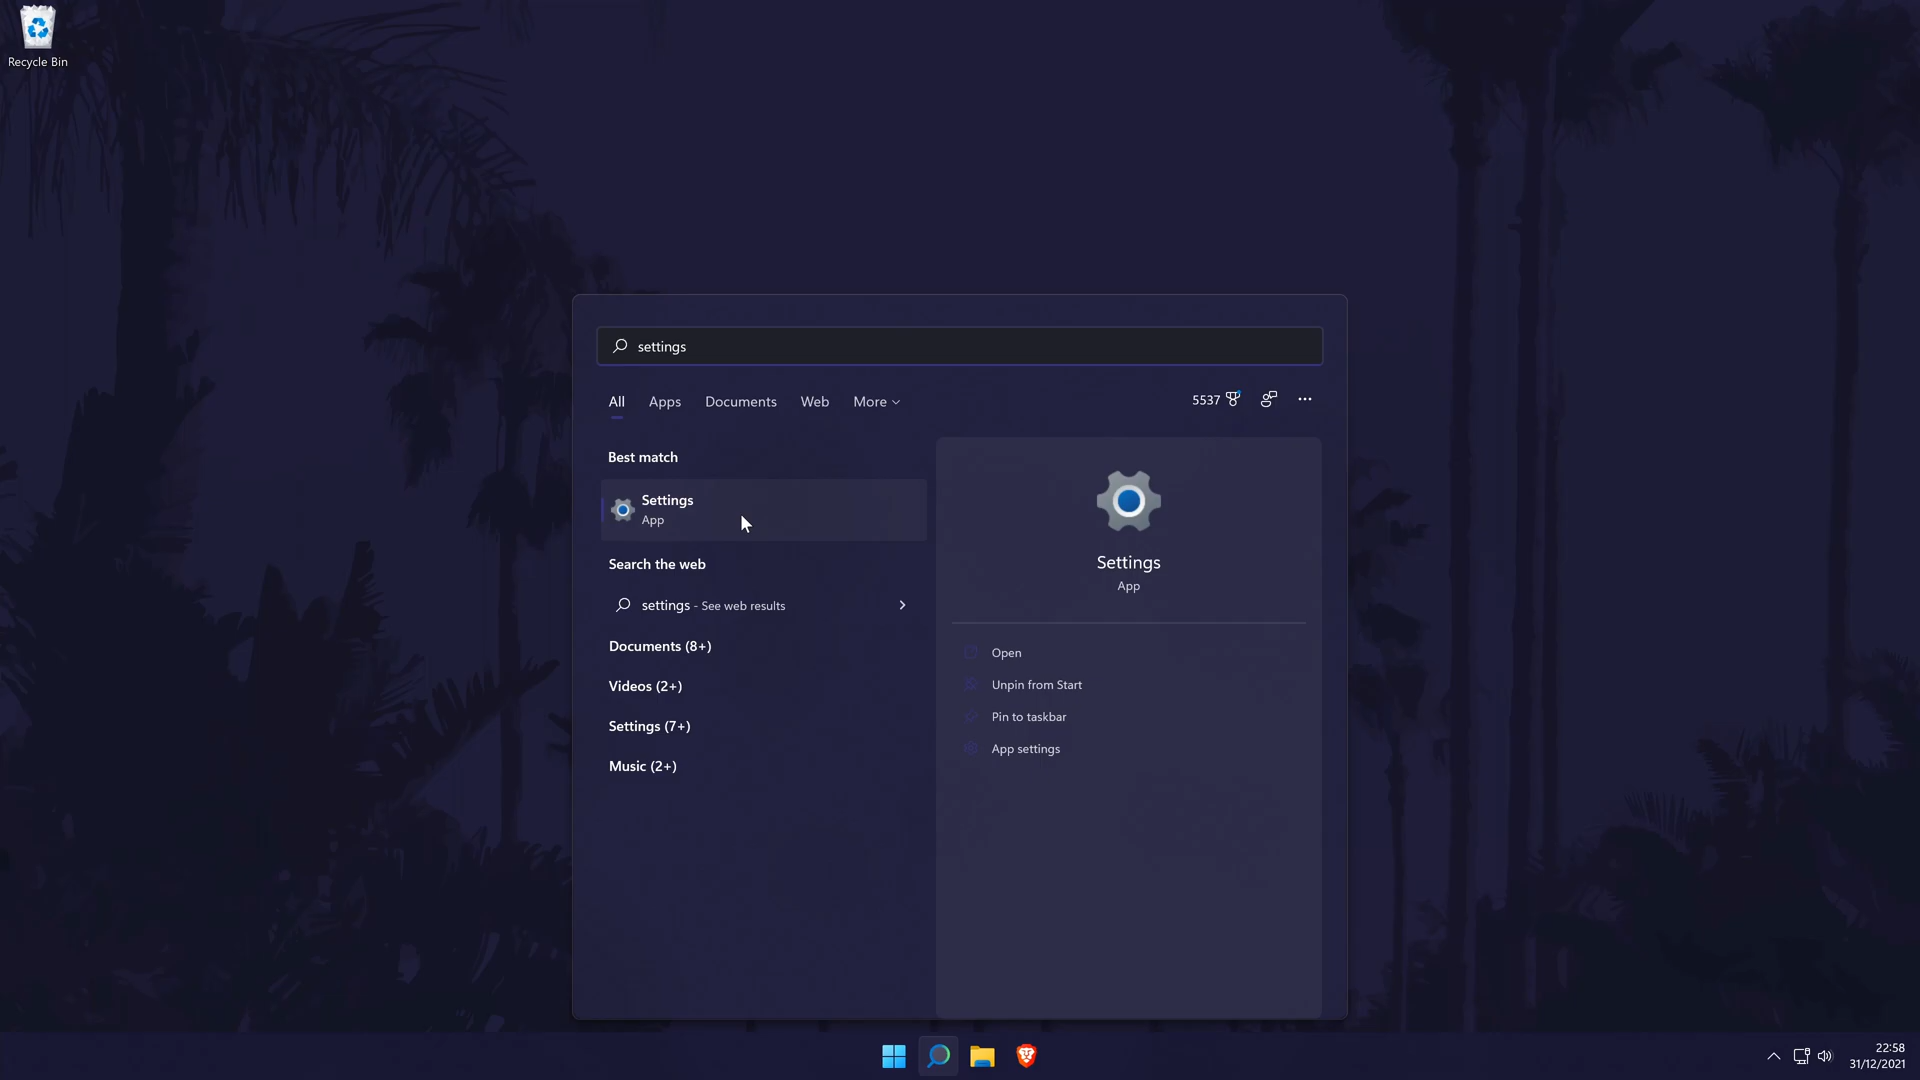 Recycle Bin
settings
All Apps Documents Web More
5537
Best match
Settings
App
Search the web
settings - See web results
Documents (8+)
Videos (2+)
Settings (7+)
Music (2+)
Settings
App
Open
Unpin from Start
Pin to taskbar
App settings
22:58
31/12/2021